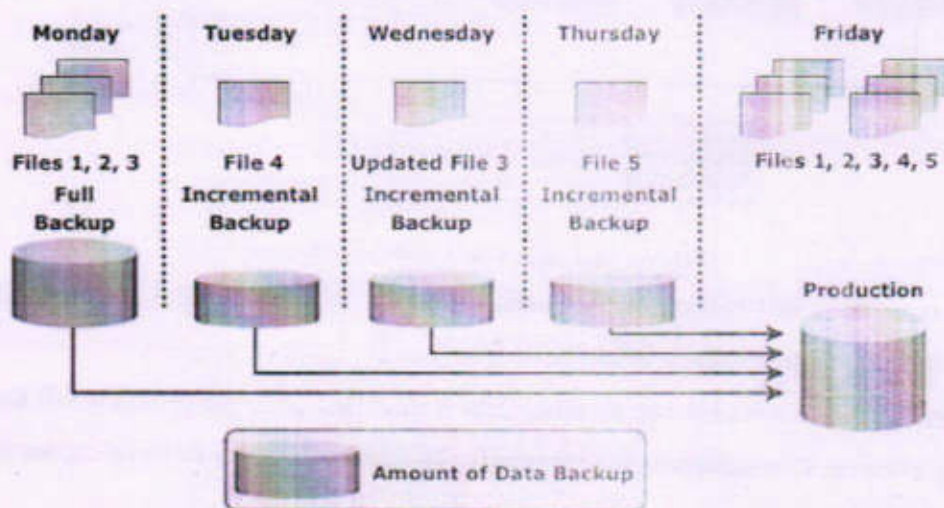 Monday Tuesday Wednesday Thursday Friday
Files 1, 2, 3 File 4 Updated File 3 File 5 Files 1, 2, 3, 4, 5
Full Incremental Incremental Incremental
Backup Backup Backup Backup
Production
Amount of Data Backup